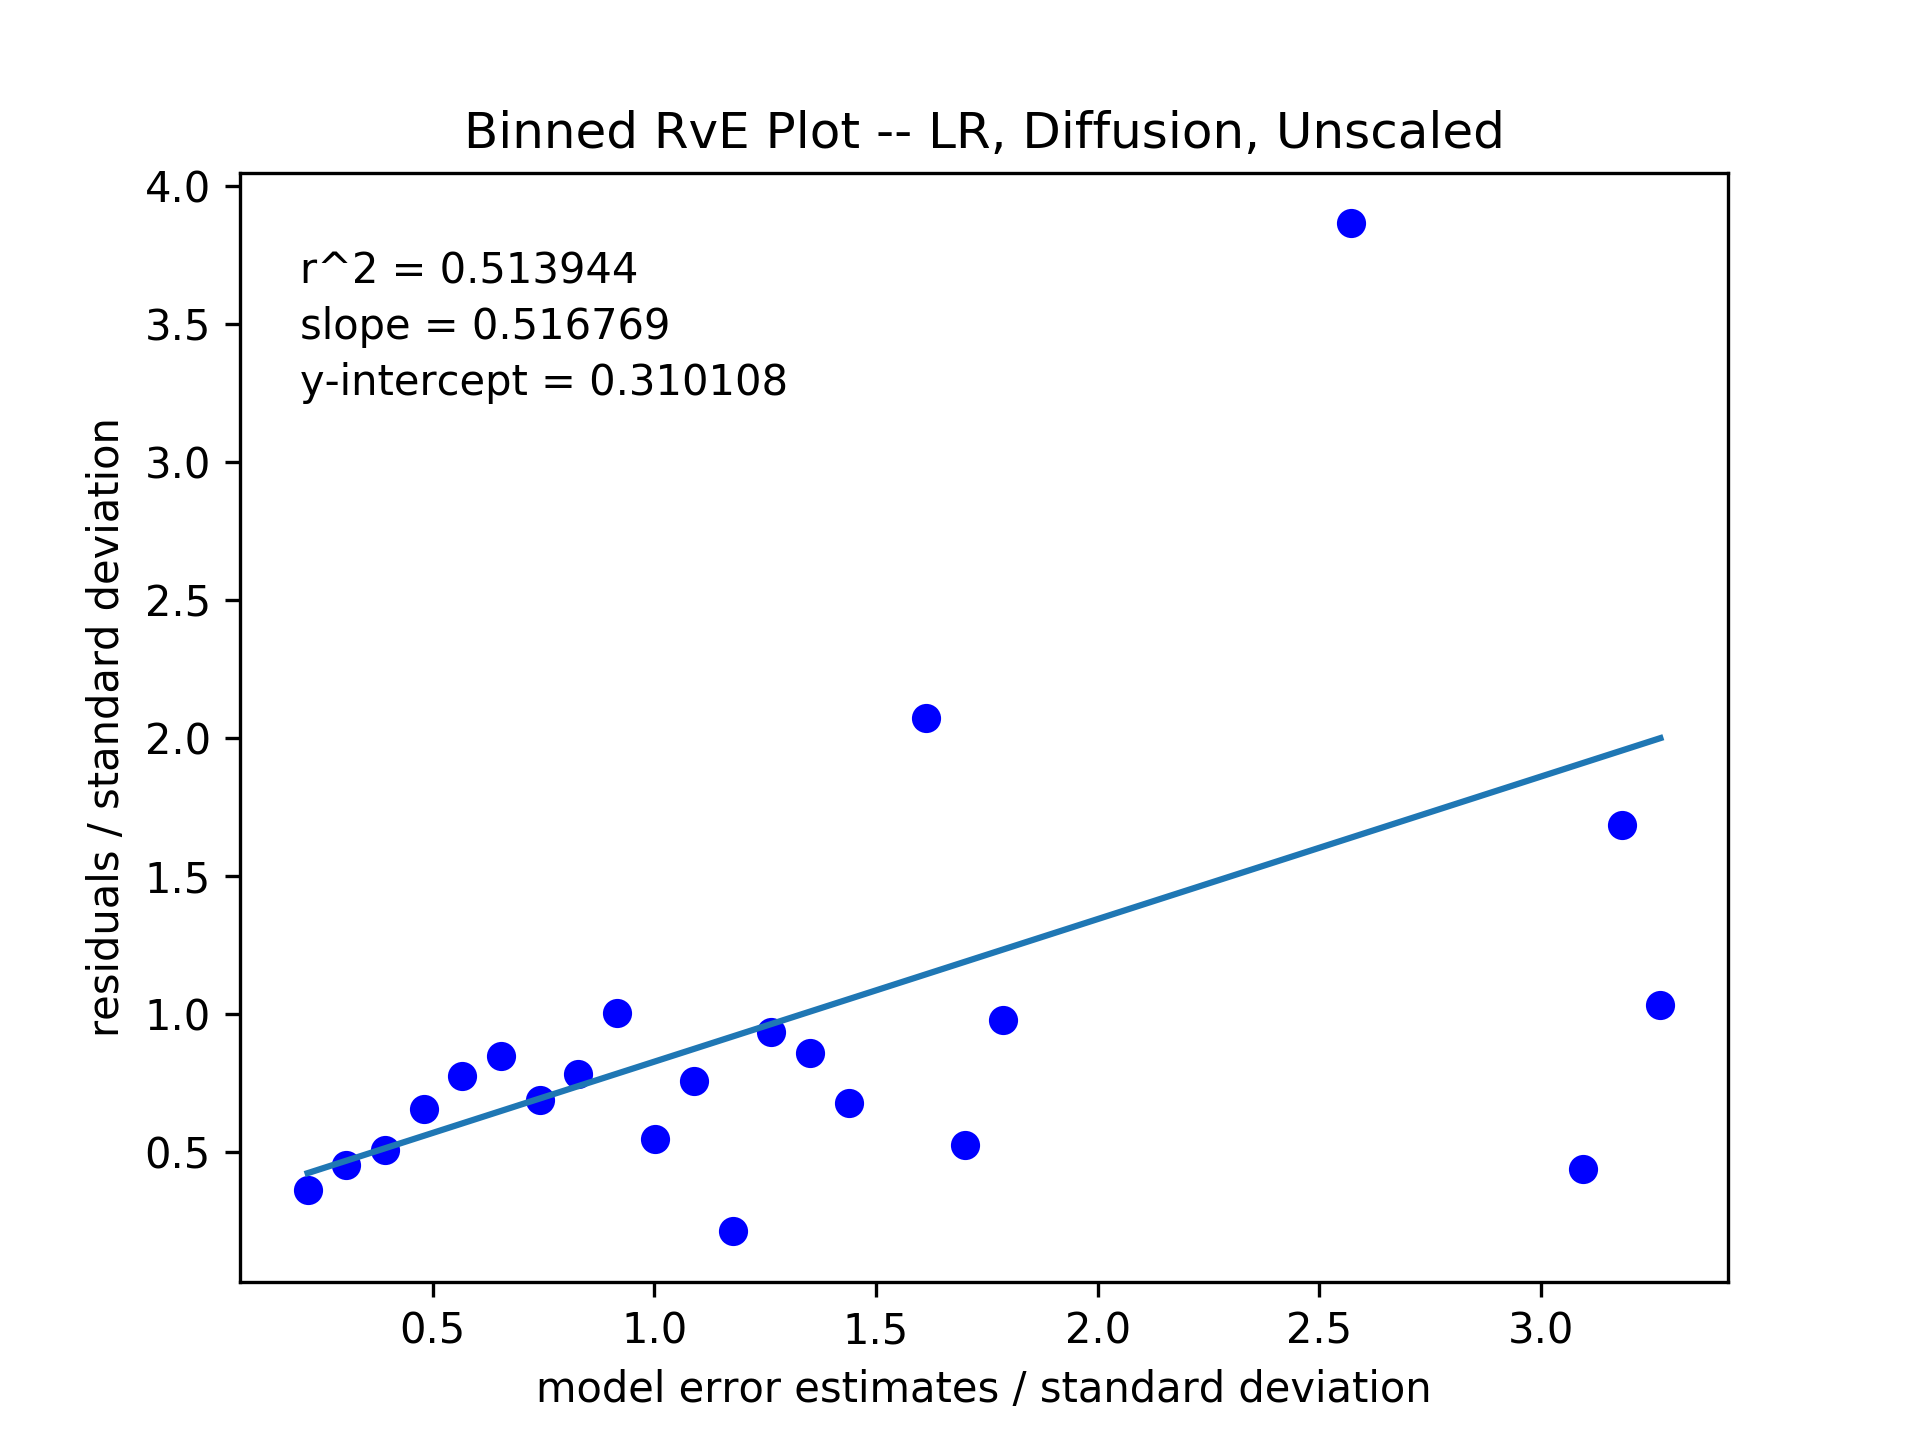 Binned RvE Plot -- LR, Diffusion, Unscaled
4.0
3.5
3.0
2.5
2.0
1.5
1.0
0.5
r^2 = 0.513944
slope = 0.516769
y-intercept = 0.310108
residuals / standard deviation
0.5 1.0 1.5 2.0 2.5 3.0
model error estimates / standard deviation